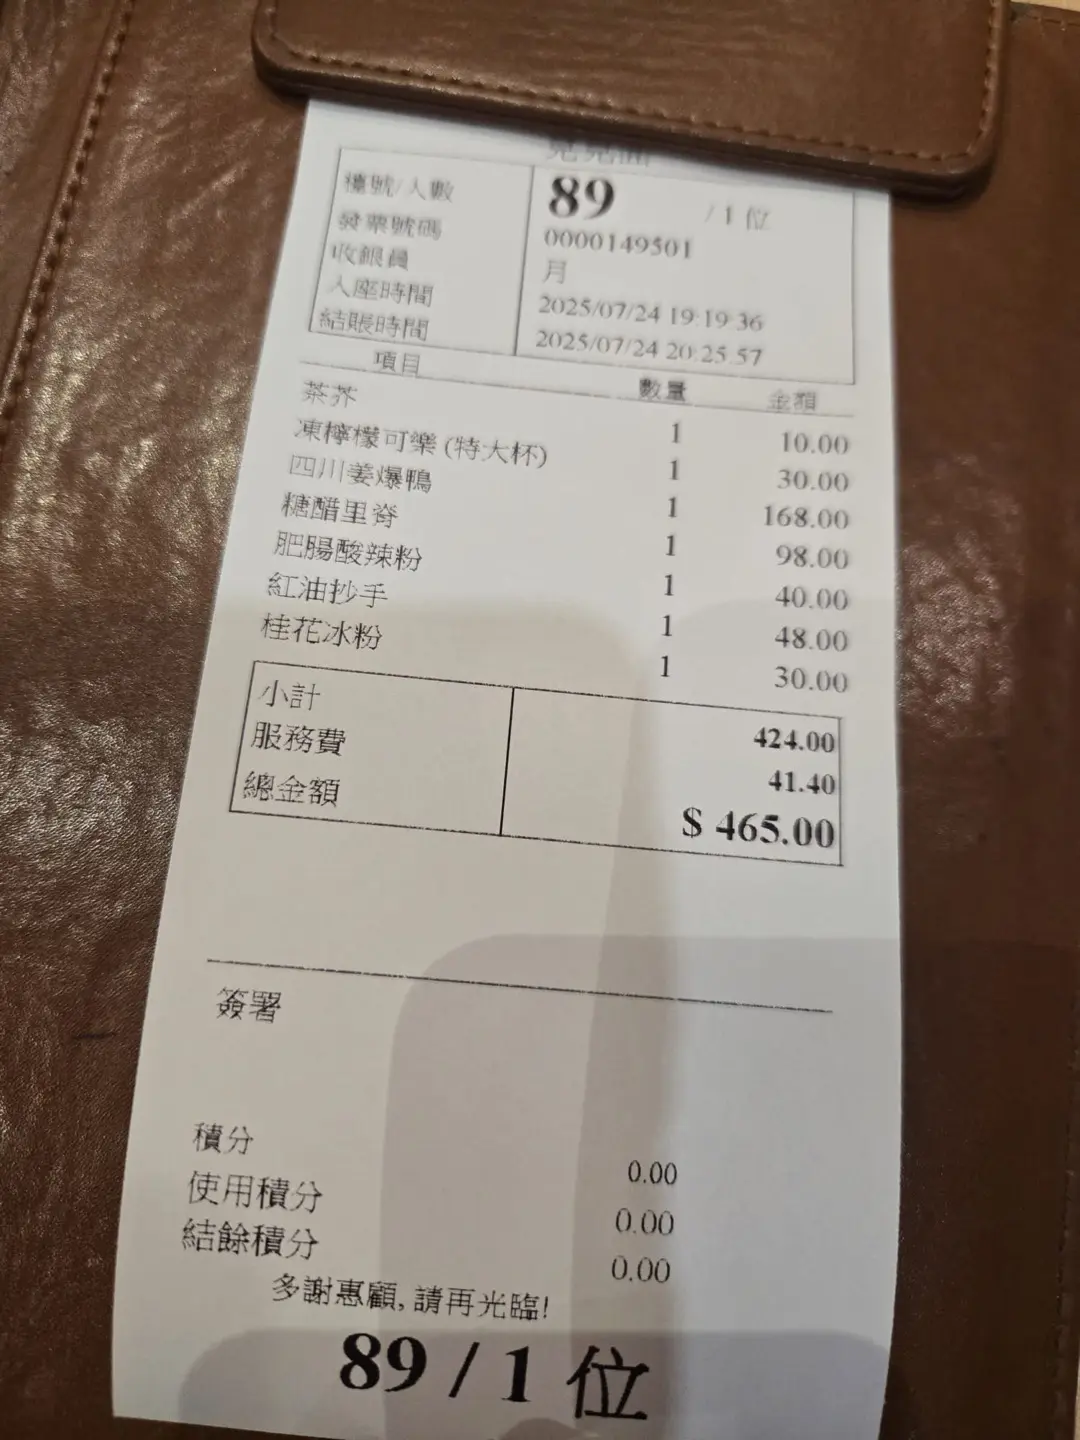 檯號/人數 89 / 1 位
發票號碼 0000149501
收銀員 月
入座時間 2025/07/24 19:19:36
結賬時間 2025/07/24 20:25:57
項目 數量 金額
茶芥 1 10.00
凍檸檬可樂 (特大杯) 1 30.00
四川姜爆鴨 1 168.00
糖醋里脊 1 98.00
肥腸酸辣粉 1 40.00
紅油抄手 1 48.00
桂花冰粉 1 30.00
小計 424.00
服務費 41.40
總金額 $ 465.00
簽署
積分 0.00
使用積分 0.00
結餘積分 0.00
多謝惠顧, 請再光臨!
89 / 1 位